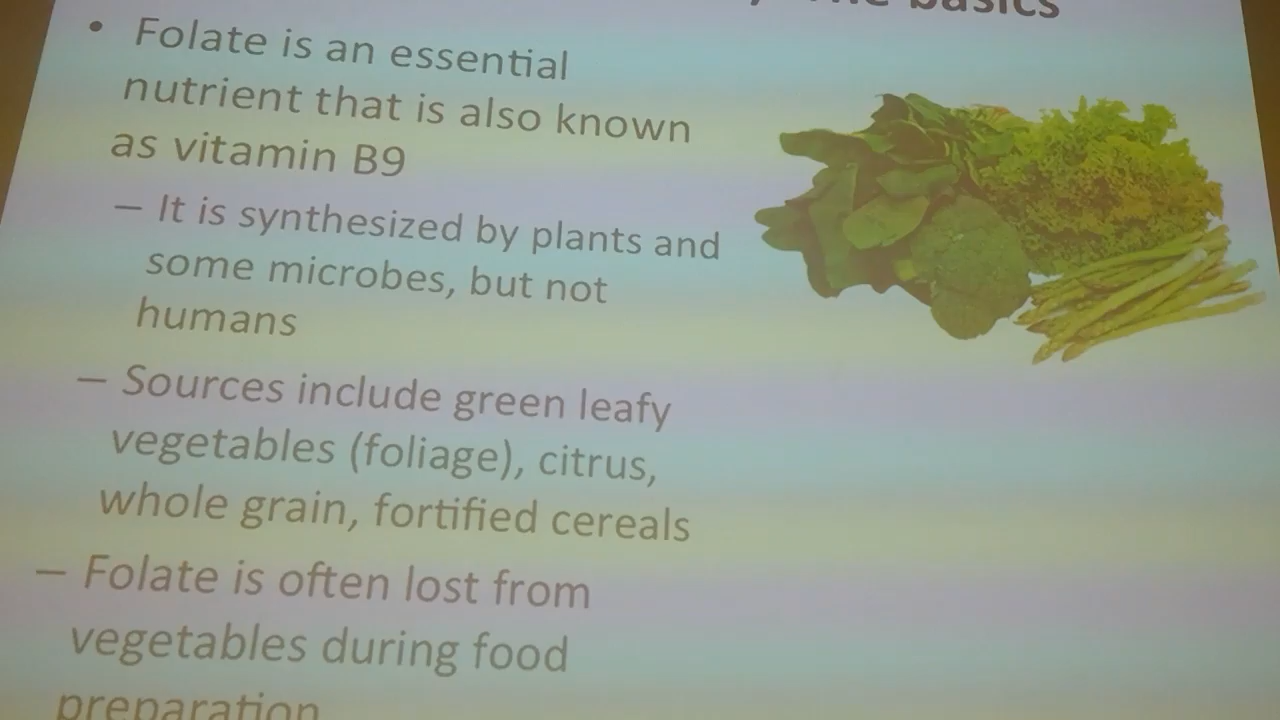 basics
• Folate is an essential
nutrient that is also known
as vitamin B9
– It is synthesized by plants and
some microbes, but not
humans
– Sources include green leafy
vegetables (foliage), citrus,
whole grain, fortified cereals
– Folate is often lost from
vegetables during food
preparation